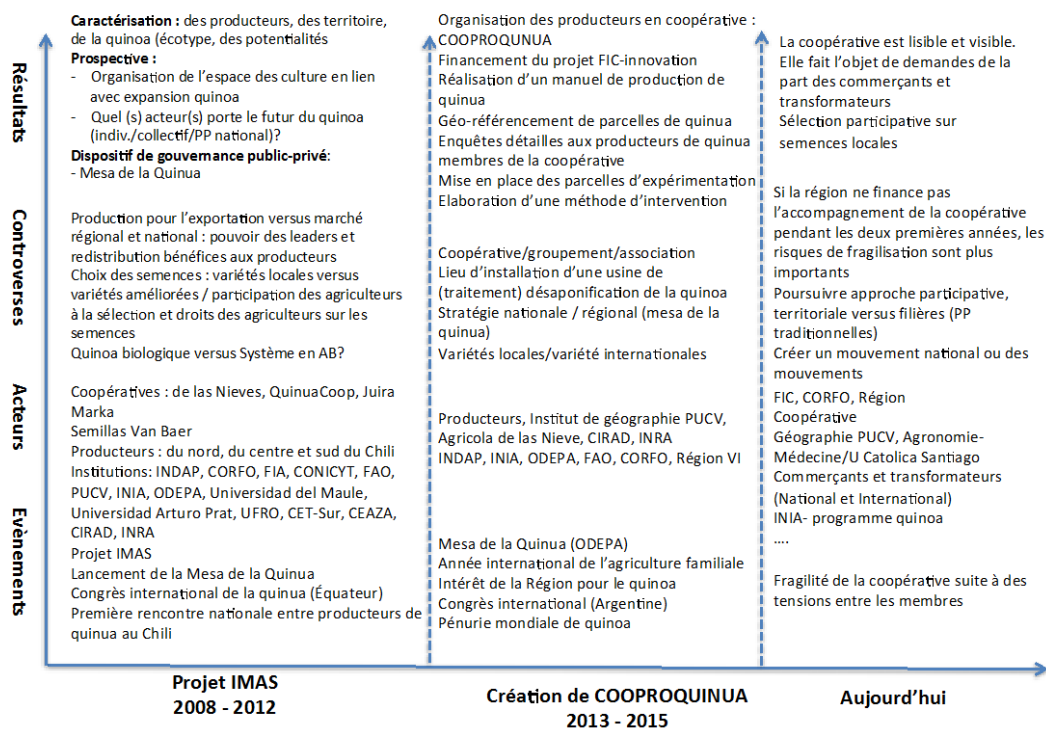 Résultats
Controverses
Acteurs
Evènements
Caractérisation : des producteurs, des territoire,
de la quinoa (écotype, des potentialités
Prospective :
- Organisation de l'espace des culture en lien
avec expansion quinoa
- Quel (s) acteur(s) porte le futur du quinoa
(indiv./collectif/PP national)?
Dispositif de gouvernance public-privé:
- Mesa de la Quinua
Production pour l'exportation versus marché
régional et national : pouvoir des leaders et
redistribution bénéfices aux producteurs
Choix des semences : variétés locales versus
variétés améliorées / participation des agriculteurs
à la sélection et droits des agriculteurs sur les
semences
Quinoa biologique versus Système en AB?
Coopératives : de las Nieves, QuinuaCoop, Juira
Marka
Semillas Van Baer
Producteurs : du nord, du centre et sud du Chili
Institutions: INDAP, CORFO, FIA, CONICYT, FAO,
PUCV, INIA, ODEPA, Universidad del Maule,
Universidad Arturo Prat, UFRO, CET-Sur, CEAZA,
CIRAD, INRA
Projet IMAS
Lancement de la Mesa de la Quinua
Congrès international de la quinua (Équateur)
Première rencontre nationale entre producteurs de
quinua au Chili
Projet IMAS
2008 - 2012
Organisation des producteurs en coopérative :
COOPROQUNUA
Financement du projet FIC-innovation
Réalisation d'un manuel de production de
quinua
Géo-référencement de parcelles de quinua
Enquêtes détailles aux producteurs de quinua
membres de la coopérative
Mise en place des parcelles d'expérimentation
Elaboration d'une méthode d'intervention
Coopérative/groupement/association
Lieu d'installation d'une usine de
(traitement) désaponification de la quinoa
Stratégie nationale / régional (mesa de la
quinua)
Variétés locales/variété internationales
Producteurs, Institut de géographie PUCV,
Agricola de las Nieve, CIRAD, INRA
INDAP, INIA, ODEPA, FAO, CORFO, Région VI
Mesa de la Quinua (ODEPA)
Année international de l'agriculture familiale
Intérêt de la Région pour le quinoa
Congrès international (Argentine)
Pénurie mondiale de quinoa
Création de COOPROQUINUA
2013 - 2015
La coopérative est lisible et visible.
Elle fait l'objet de demandes de la
part des commerçants et
transformateurs
Sélection participative sur
semences locales
Si la région ne finance pas
l'accompagnement de la coopérative
pendant les deux premières années, les
risques de fragilisation sont plus
importants
Poursuivre approche participative,
territoriale versus filières (PP
traditionnelles)
Créer un mouvement national ou des
mouvements
FIC, CORFO, Région
Coopérative
Géographie PUCV, Agronomie-
Médecine/U Catolica Santiago
Commerçants et transformateurs
(National et International)
INIA- programme quinoa
....
Fragilité de la coopérative suite à des
tensions entre les membres
Aujourd'hui